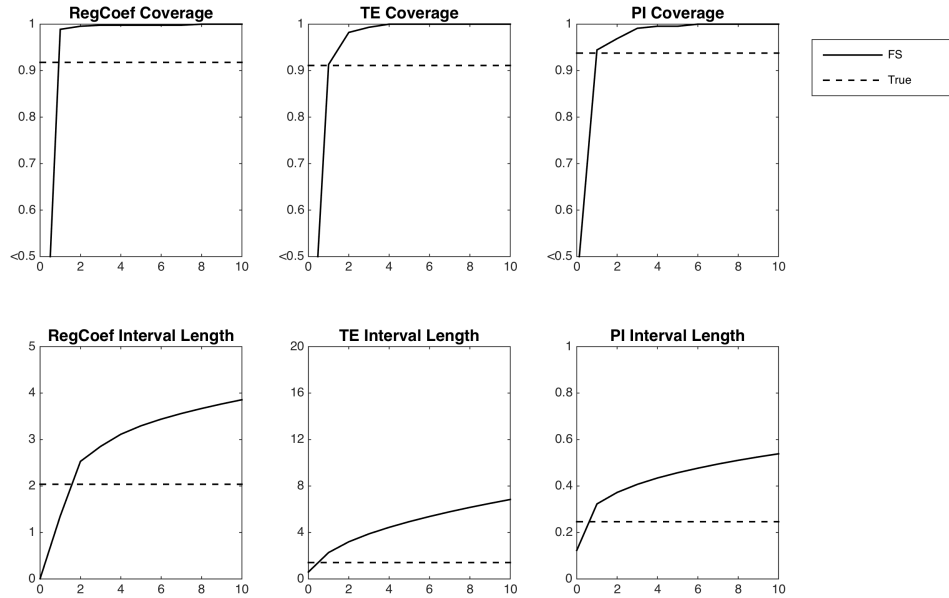 RegCoef Coverage
1
0.9
0.8
0.7
0.6
<0.5
0 2 4 6 8 10
TE Coverage
1
0.9
0.8
0.7
0.6
<0.5
0 2 4 6 8 10
PI Coverage
1
0.9
0.8
0.7
0.6
<0.5
0 2 4 6 8 10
FS
True
RegCoef Interval Length
5
4
3
2
1
0
0 2 4 6 8 10
TE Interval Length
20
16
12
8
4
0
0 2 4 6 8 10
PI Interval Length
1
0.8
0.6
0.4
0.2
0
0 2 4 6 8 10